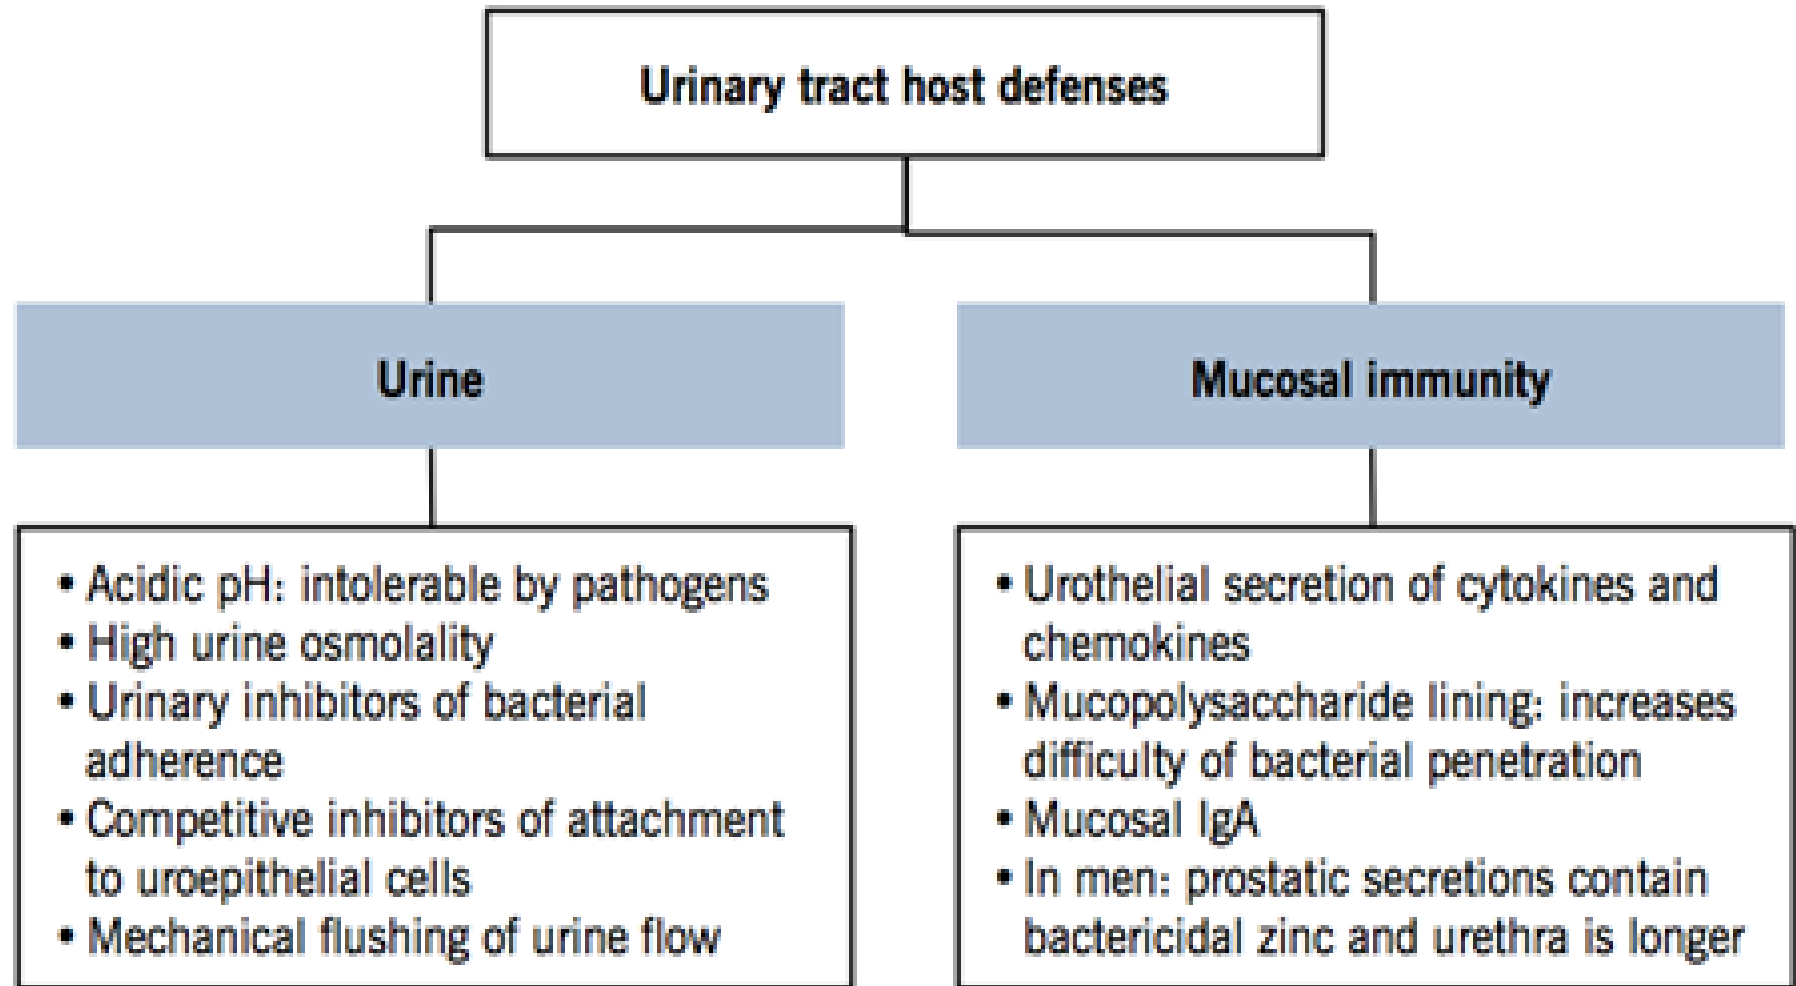 Urinary tract host defenses
Urine
• Acidic pH: intolerable by pathogens
• High urine osmolality
• Urinary inhibitors of bacterial
adherence
• Competitive inhibitors of attachment
to uroepithelial cells
• Mechanical flushing of urine flow
Mucosal immunity
• Urothelial secretion of cytokines and
chemokines
• Mucopolysaccharide lining: increases
difficulty of bacterial penetration
• Mucosal IgA
• In men: prostatic secretions contain
bactericidal zinc and urethra is longer